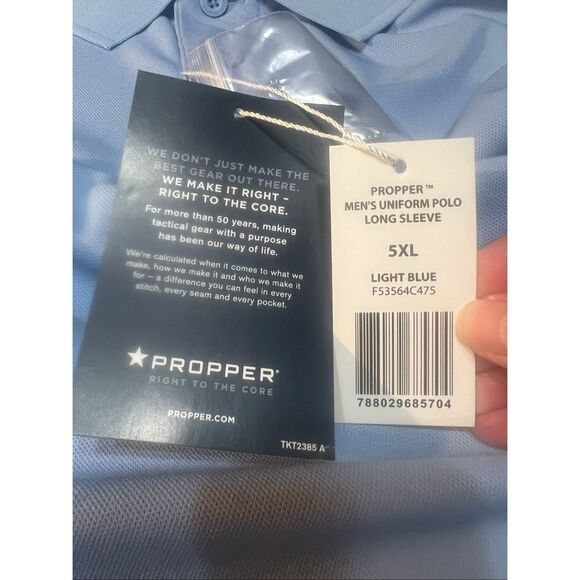 WE DON'T JUST MAKE THE
BEST GEAR OUT THERE.
WE MAKE IT RIGHT –
RIGHT TO THE CORE.
For more than 50 years, making
tactical gear with a purpose
has been our way of life.
We're calculated when it comes to what we
make, how we make it and who we make it
for – a difference you can feel in every
stitch, every seam and every pocket.
PROPPER®
RIGHT TO THE CORE
PROPPER.COM
TKT2385 A
PROPPER™
MEN'S UNIFORM POLO
LONG SLEEVE
5XL
LIGHT BLUE
F53564C475
788029685704